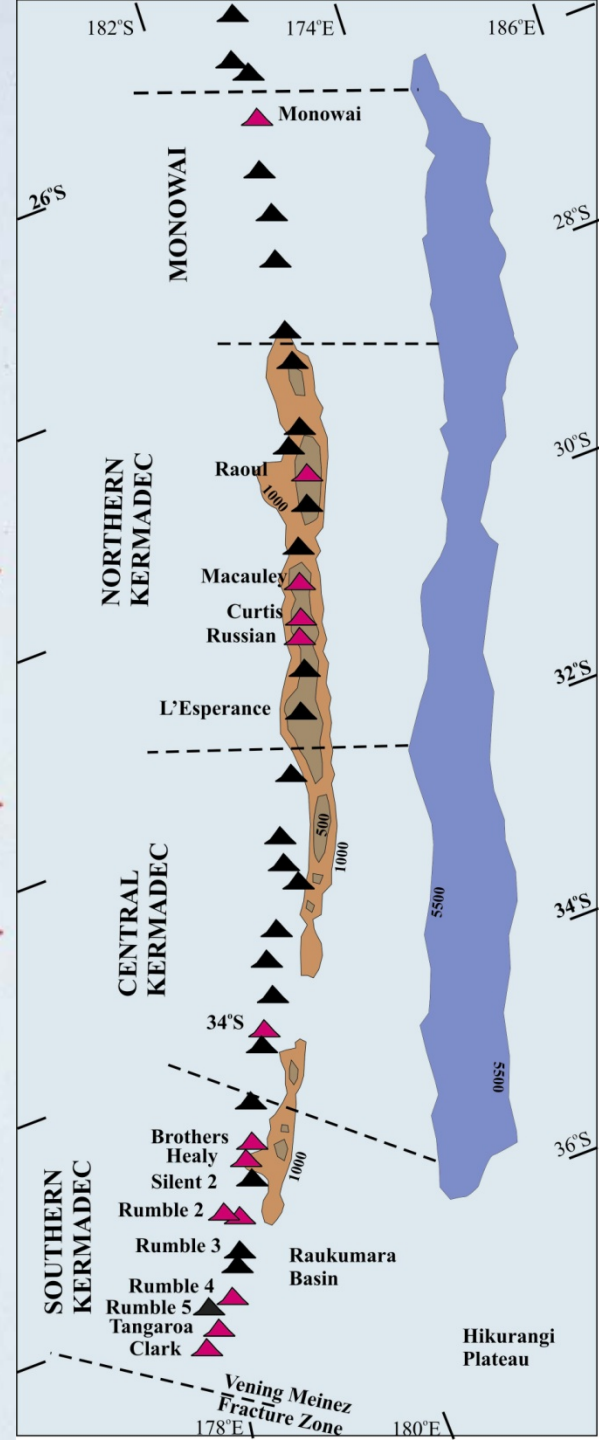 182°S
174°E
186°E
Monowai
MONOWAI
26°S
28°S
30°S
NORTHERN
KERMADEC
Raoul
1000
Macauley
Curtis
Russian
32°S
L'Esperance
500
1000
CENTRAL
KERMADEC
5500
34°S
34°S
5500
SOUTHERN
KERMADEC
Brothers
Healy
1000
36°S
Silent 2
Rumble 2
Rumble 3
Raukumara
Basin
Rumble 4
Rumble 5
Tangaroa
Clark
Hikurangi
Plateau
Vening Meinez
Fracture Zone
178°E
180°E